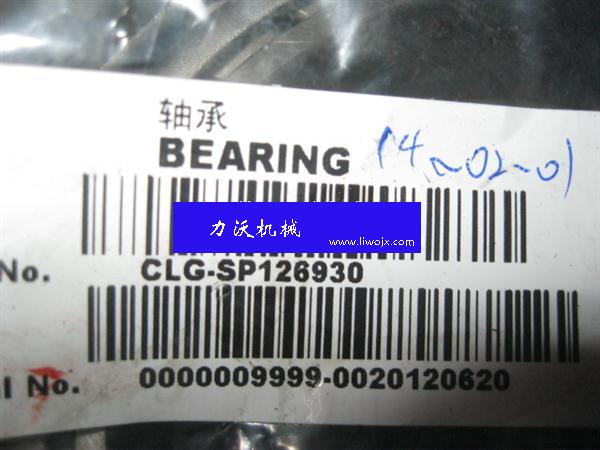 轴承
BEARING
14-02-01
力沃机械
www.liwojx.com
No. CLG-SP126930
No. 0000009999-0020120620